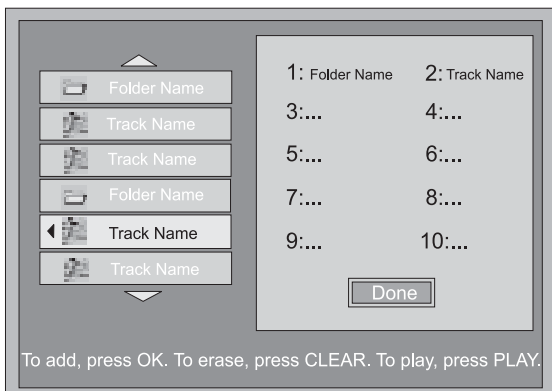 Folder Name
Track Name
Track Name
Folder Name
Track Name
Track Name
1: Folder Name 2: Track Name
3:... 4:...
5:... 6:...
7:... 8:...
9:... 10:...
Done
To add, press OK. To erase, press CLEAR. To play, press PLAY.